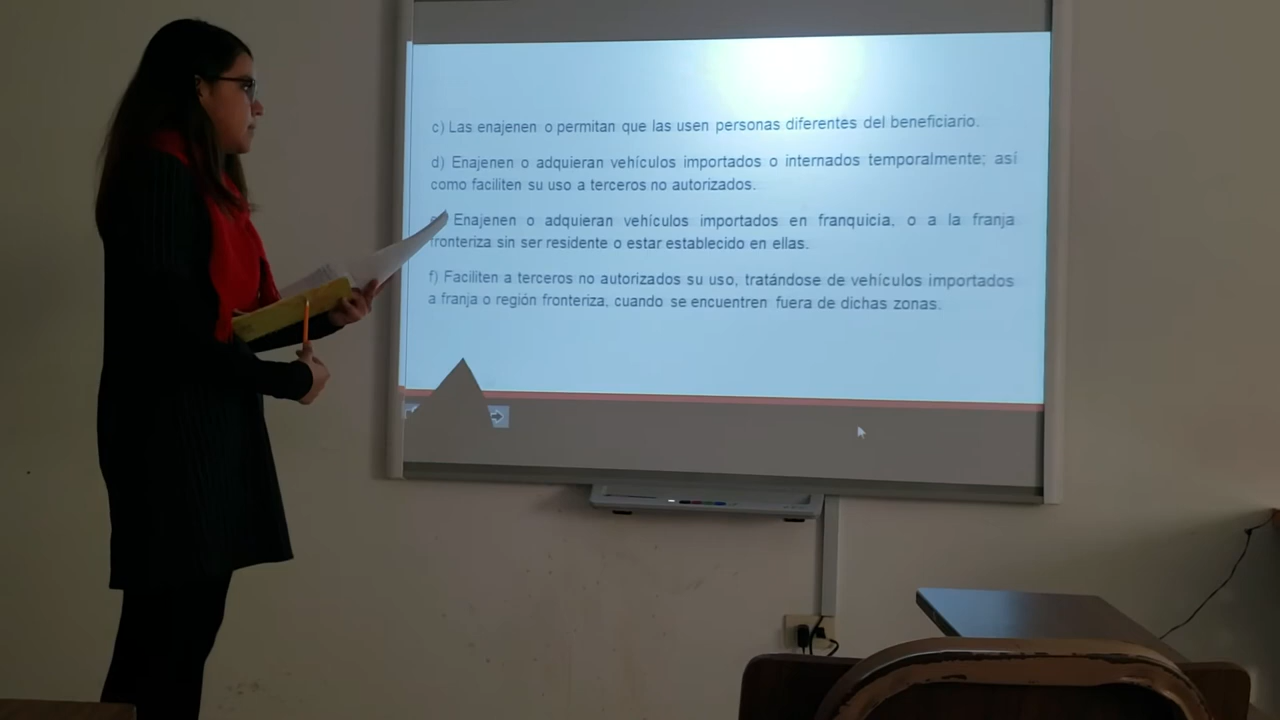 c) Las enajenen o permitan que las usen personas diferentes del beneficiario.
d) Enajenen o adquieran vehículos importados o internados temporalmente; así
como faciliten su uso a terceros no autorizados.
Enajenen o adquieran vehículos importados en franquicia, o a la franja
fronteriza sin ser residente o estar establecido en ellas.
f) Faciliten a terceros no autorizados su uso, tratándose de vehículos importados
a franja o región fronteriza, cuando se encuentren fuera de dichas zonas.